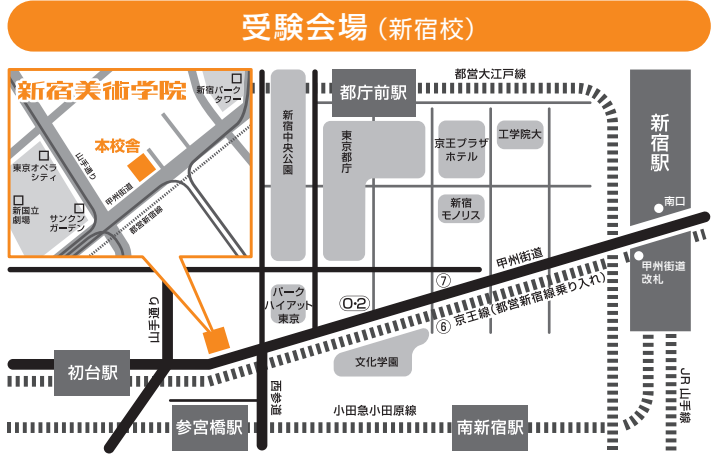 受験会場（新宿校）
新宿美術学院
新宿パーク
タワー
本校舎
東京オペラ
シティ
山手通り
甲州街道
都営新宿線
新国立
劇場
サンクン
ガーデン
都営大江戸線
都庁前駅
新宿中央公園
東京都庁
京王プラザ
ホテル
工学院大
新宿
モノリス
新宿駅
南口
甲州街道
改札
甲州街道
⑦
⑥
京王線(都営新宿線乗り入れ)
0・2
パーク
ハイアット
東京
山手通り
文化学園
初台駅
西参道
参宮橋駅
小田急小田原線
南新宿駅
JR山手線